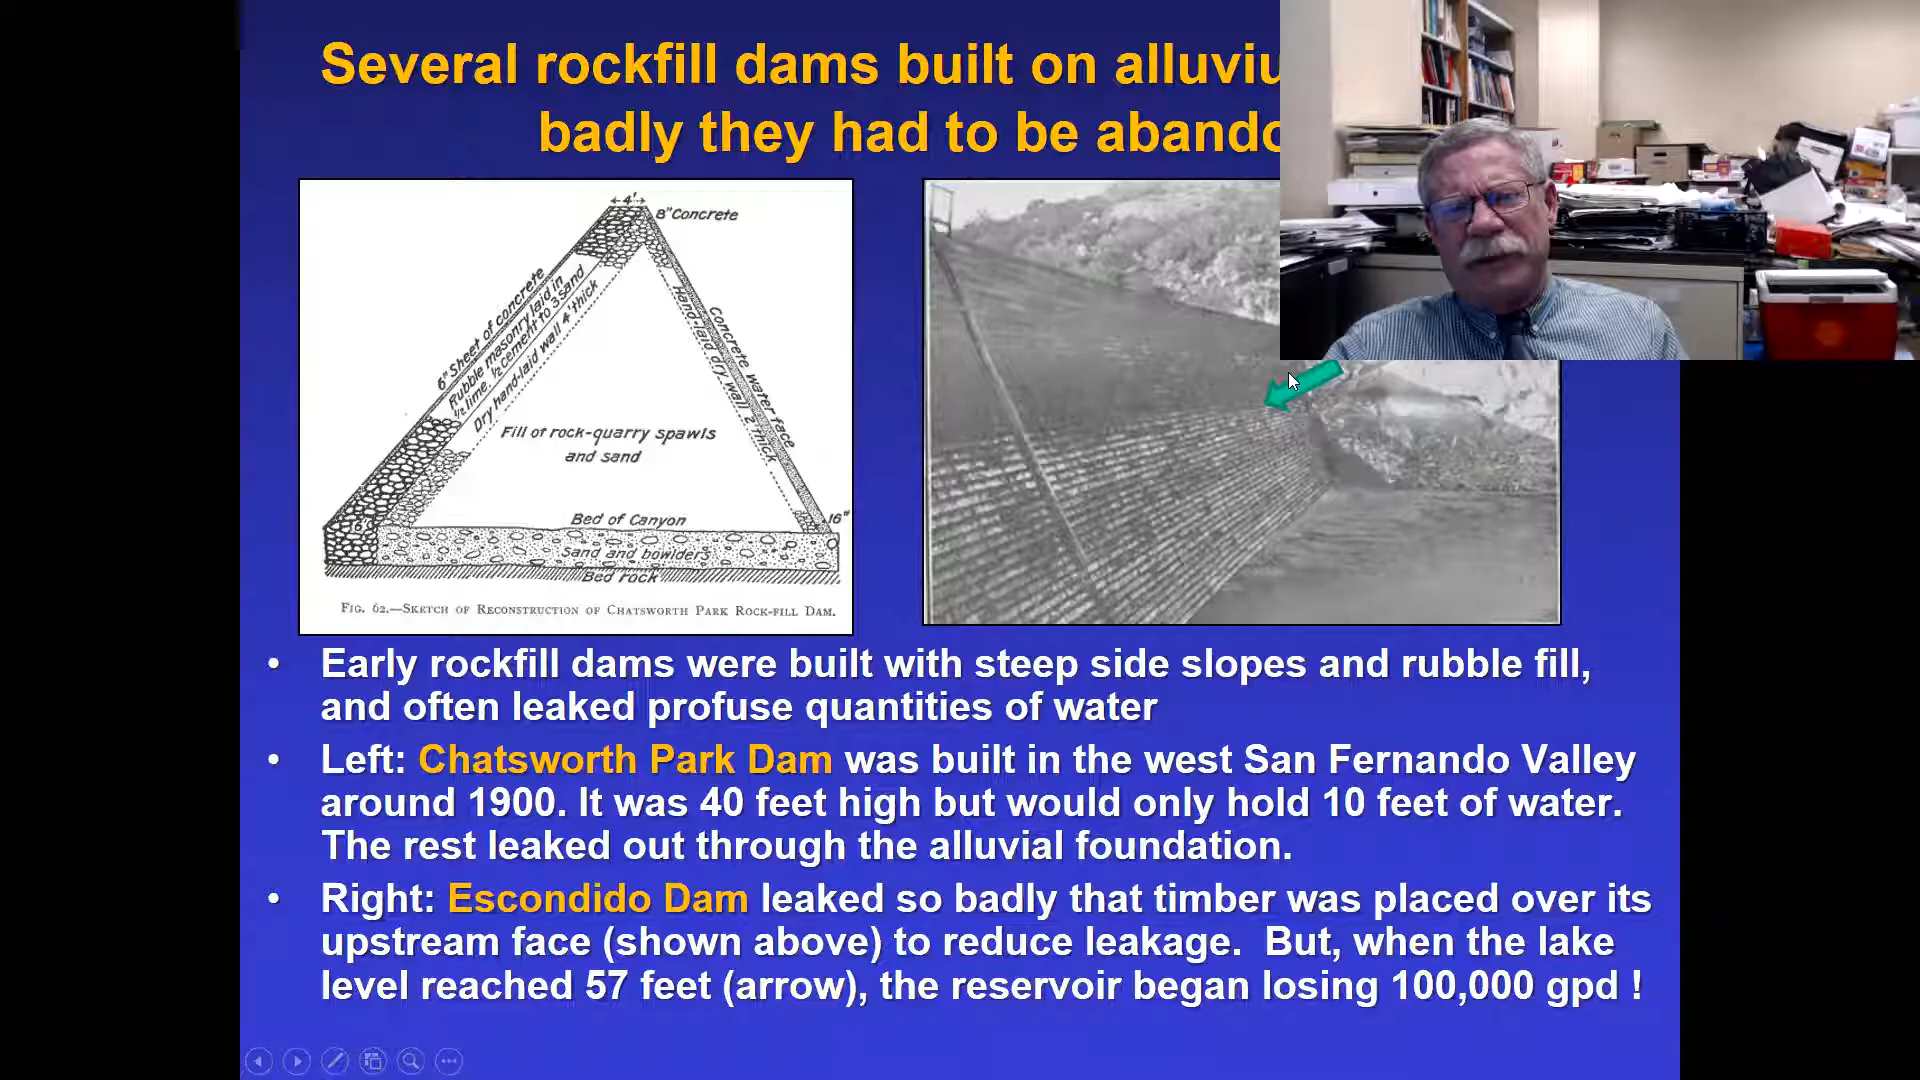 Several rockfill dams built on alluviu
badly they had to be abando
4'
8" Concrete
6" Sheet of concrete
Rubble masonry laid in
½ lime, ½ cement to 3 sand
Dry hand-laid wall 4' thick
Concrete water face
Hand-laid dry wall 2' thick
Fill of rock-quarry spawls
and sand
Bed of Canyon
16"
6'
Sand and bowlders
Bed rock
Fig. 62.—Sketch of Reconstruction of Chatsworth Park Rock-fill Dam.
• Early rockfill dams were built with steep side slopes and rubble fill,
and often leaked profuse quantities of water
• Left: Chatsworth Park Dam was built in the west San Fernando Valley
around 1900. It was 40 feet high but would only hold 10 feet of water.
The rest leaked out through the alluvial foundation.
• Right: Escondido Dam leaked so badly that timber was placed over its
upstream face (shown above) to reduce leakage. But, when the lake
level reached 57 feet (arrow), the reservoir began losing 100,000 gpd !